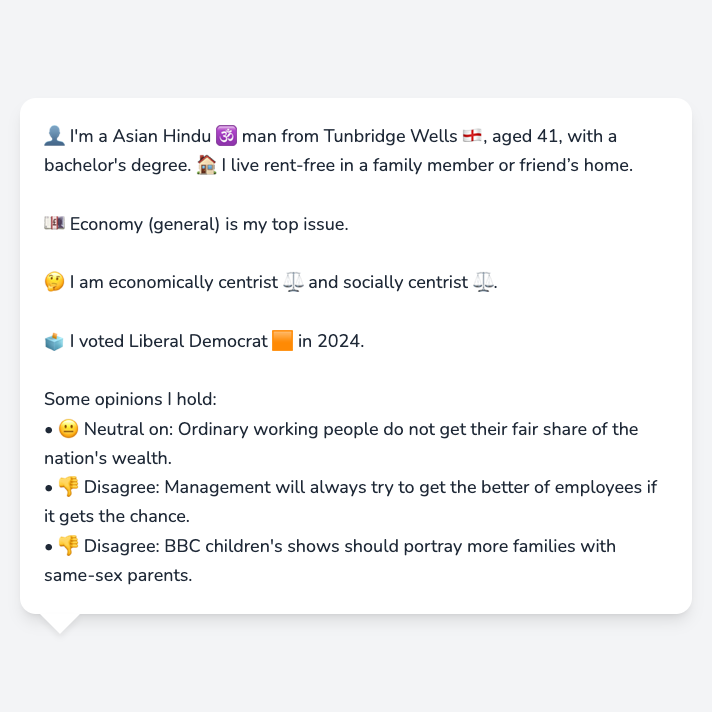 👤 I'm a Asian Hindu 🕉️ man from Tunbridge Wells 🏴󠁧󠁢󠁥󠁮󠁧󠁿, aged 41, with a
bachelor's degree. 🏠 I live rent-free in a family member or friend’s home.
💷 Economy (general) is my top issue.
🤔 I am economically centrist ⚖️ and socially centrist ⚖️.
🗳️ I voted Liberal Democrat 🟧 in 2024.
Some opinions I hold:
• 😐 Neutral on: Ordinary working people do not get their fair share of the
nation's wealth.
• 👎 Disagree: Management will always try to get the better of employees if
it gets the chance.
• 👎 Disagree: BBC children's shows should portray more families with
same-sex parents.